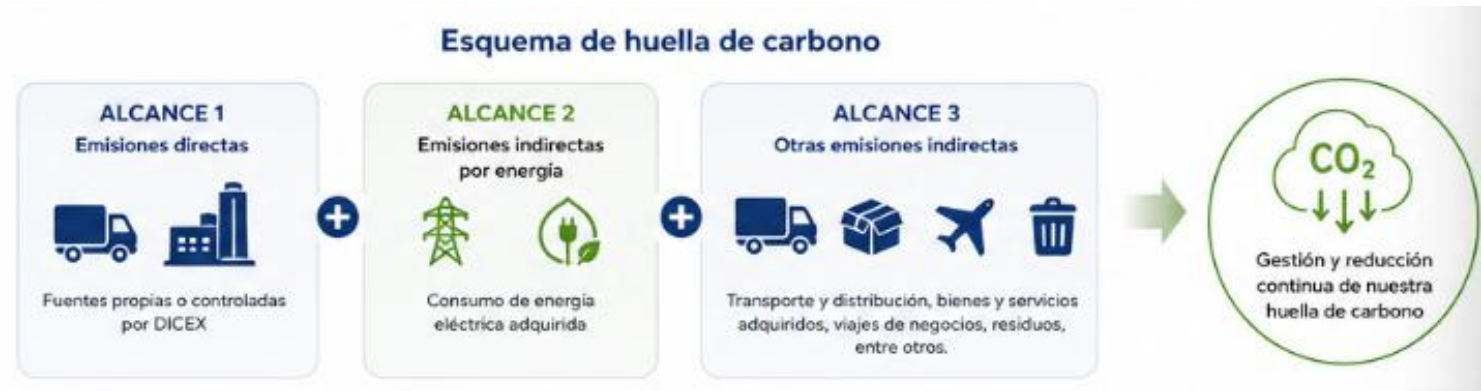 Esquema de huella de carbono
ALCANCE 1
Emisiones directas
Fuentes propias o controladas
por DICEX
ALCANCE 2
Emisiones indirectas
por energía
Consumo de energía
eléctrica adquirida
ALCANCE 3
Otras emisiones indirectas
Transporte y distribución, bienes y servicios
adquiridos, viajes de negocios, residuos,
entre otros.
CO₂
Gestión y reducción
continua de nuestra
huella de carbono